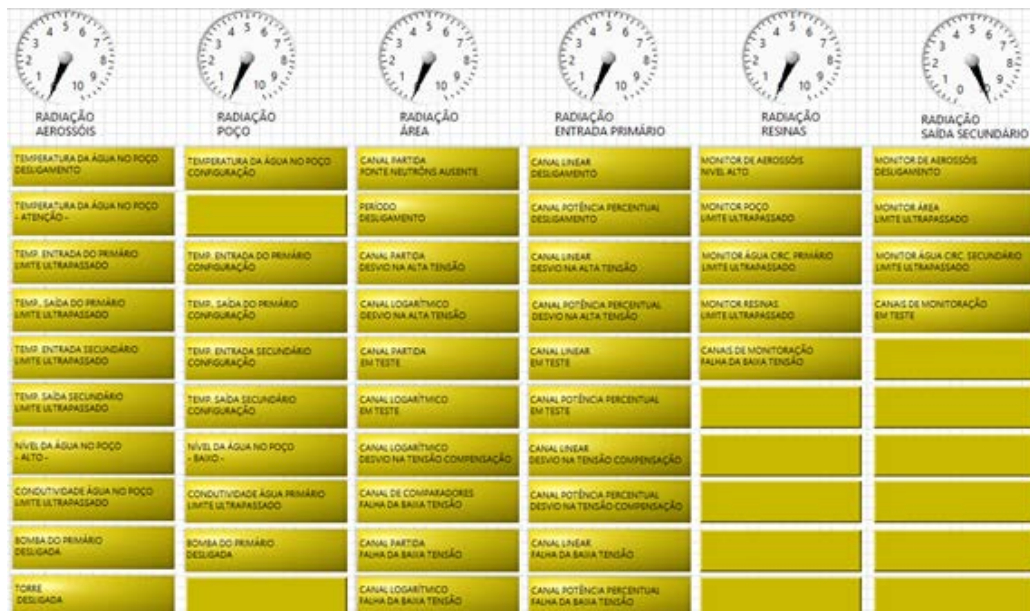 0 1 2 3 4 5 6 7 8 9 10
RADIAÇÃO
AEROSSÓIS
RADIAÇÃO
POÇO
RADIAÇÃO
ÁREA
RADIAÇÃO
ENTRADA PRIMÁRIO
RADIAÇÃO
RESINAS
RADIAÇÃO
SAÍDA SECUNDÁRIO
TEMPERATURA DA ÁGUA NO POÇO
DESLIGAMENTO
TEMPERATURA DA ÁGUA NO POÇO
CONFIGURAÇÃO
CANAL PARTIDA
FONTE NEUTRÔNS AUSENTE
CANAL LINEAR
DESLIGAMENTO
MONITOR DE AEROSSÓIS
NIVEL ALTO
MONITOR DE AEROSSÓIS
DESLIGAMENTO
TEMPERATURA DA ÁGUA NO POÇO
- ATENÇÃO -
PERÍODO
DESLIGAMENTO
CANAL POTÊNCIA PERCENTUAL
DESLIGAMENTO
MONITOR POÇO
LIMITE ULTRAPASSADO
MONITOR ÁREA
LIMITE ULTRAPASSADO
TEMP. ENTRADA DO PRIMÁRIO
LIMITE ULTRAPASSADO
TEMP. ENTRADA DO PRIMÁRIO
CONFIGURAÇÃO
CANAL PARTIDA
DESVIO NA ALTA TENSÃO
CANAL LINEAR
DESVIO NA ALTA TENSÃO
MONITOR ÁGUA CIRC. PRIMÁRIO
LIMITE ULTRAPASSADO
MONITOR ÁGUA CIRC. SECUNDÁRIO
LIMITE ULTRAPASSADO
TEMP.. SAÍDA DO PRIMÁRIO
LIMITE ULTRAPASSADO
TEMP.. SAÍDA DO PRIMÁRIO
CONFIGURAÇÃO
CANAL LOGARÍTMICO
DESVIO NA ALTA TENSÃO
CANAL POTÊNCIA PERCENTUAL
DESVIO NA ALTA TENSÃO
MONITOR RESINAS
LIMITE ULTRAPASSADO
CANAIS DE MONITORAÇÃO
EM TESTE
TEMP. ENTRADA SECUNDÁRIO
LIMITE ULTRAPASSADO
TEMP. ENTRADA SECUNDÁRIO
CONFIGURAÇÃO
CANAL PARTIDA
EM TESTE
CANAL LINEAR
EM TESTE
CANAIS DE MONITORAÇÃO
FALHA DA BAIXA TENSÃO
TEMP. SAÍDA SECUNDÁRIO
LIMITE ULTRAPASSADO
TEMP. SAÍDA SECUNDÁRIO
CONFIGURAÇÃO
CANAL LOGARÍTMICO
EM TESTE
CANAL POTÊNCIA PERCENTUAL
EM TESTE
NÍVEL DA ÁGUA NO POÇO
- ALTO -
NÍVEL DA ÁGUA NO POÇO
- BAIXO -
CANAL LOGARÍTMICO
DESVIO NA TENSÃO COMPENSAÇÃO
CANAL LINEAR
DESVIO NA TENSÃO COMPENSAÇÃO
CONDUTIVIDADE ÁGUA NO POÇO
LIMITE ULTRAPASSADO
CONDUTIVIDADE ÁGUA PRIMÁRIO
LIMITE ULTRAPASSADO
CANAL DE COMPARADORES
FALHA DA BAIXA TENSÃO
CANAL POTÊNCIA PERCENTUAL
DESVIO NA TENSÃO COMPENSAÇÃO
BOMBA DO PRIMÁRIO
DESLIGADA
BOMBA DO PRIMÁRIO
DESLIGADA
CANAL PARTIDA
FALHA DA BAIXA TENSÃO
CANAL LINEAR
FALHA DA BAIXA TENSÃO
TORRE
DESLIGADA
CANAL LOGARÍTMICO
FALHA DA BAIXA TENSÃO
CANAL POTÊNCIA PERCENTUAL
FALHA DA BAIXA TENSÃO